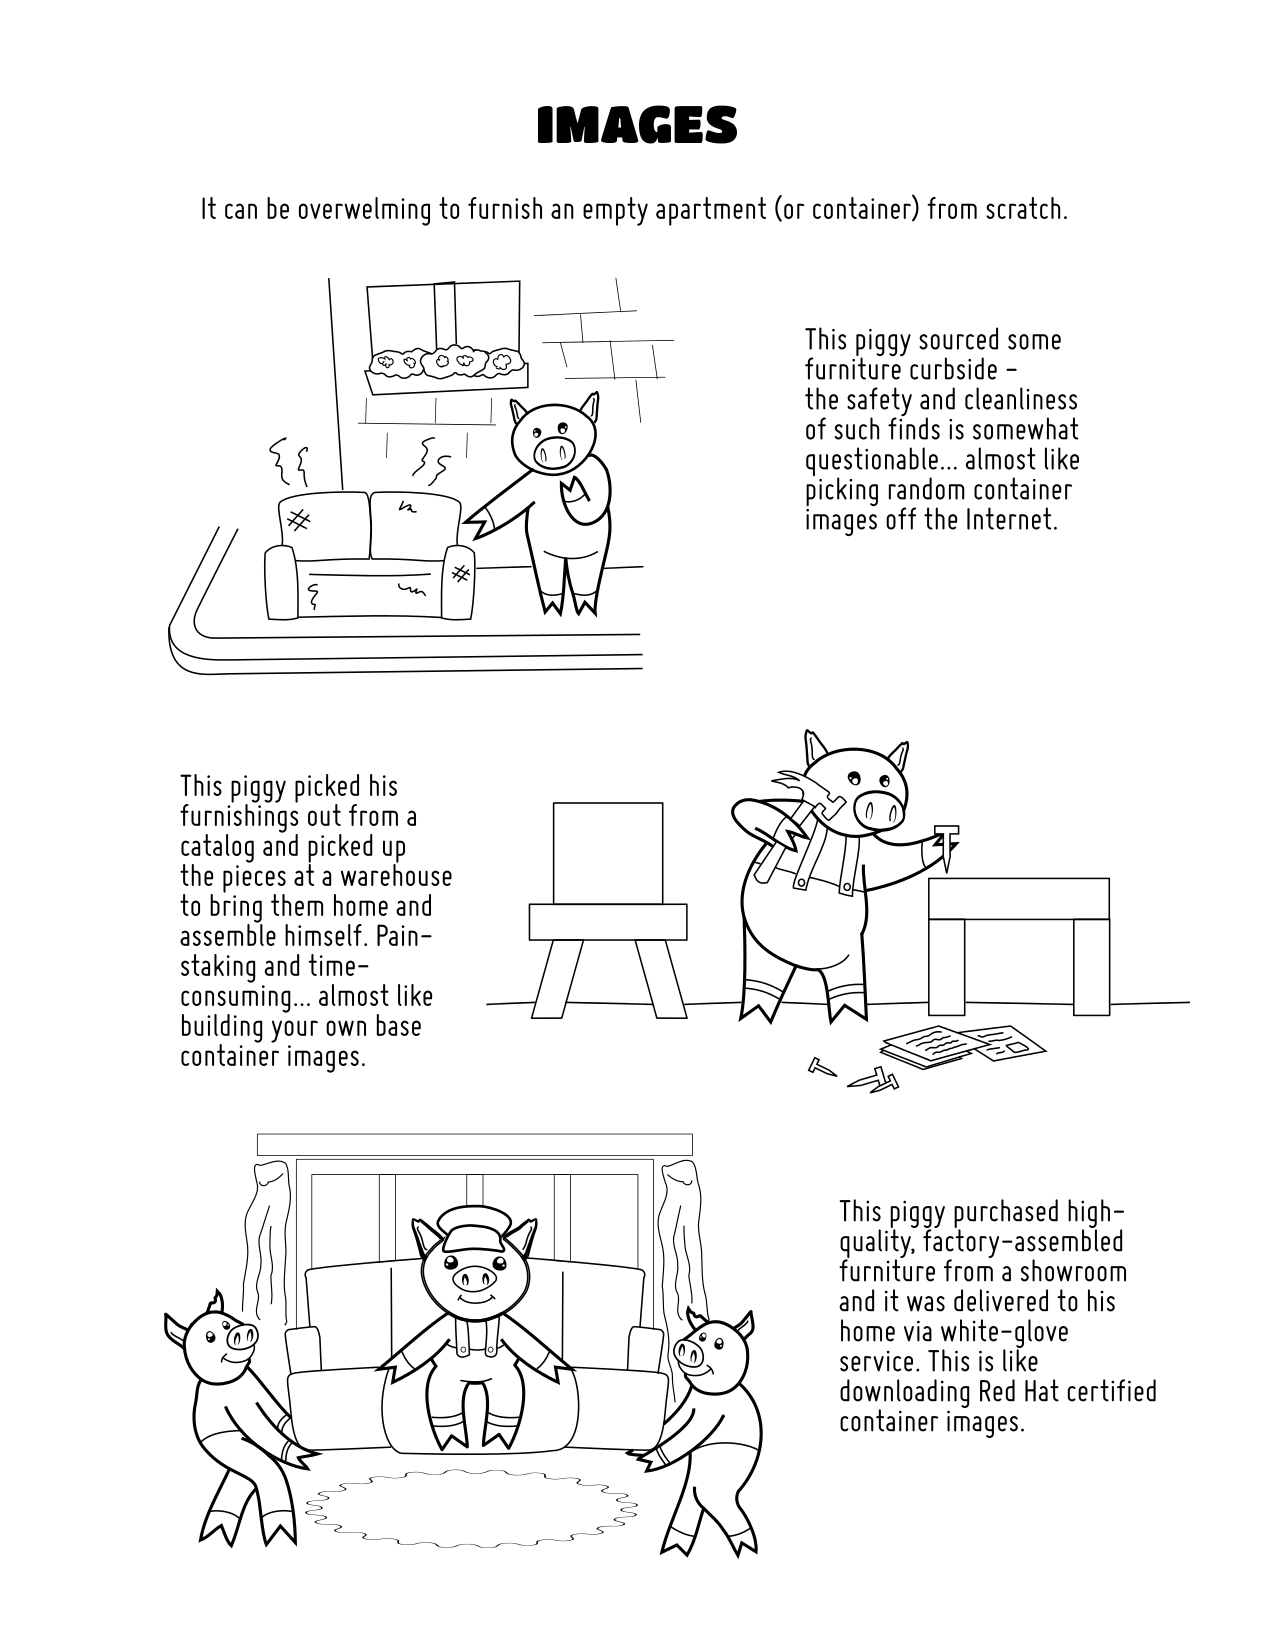 IMAGES
It can be overwelming to furnish an empty apartment (or container) from scratch.
This piggy sourced some
furniture curbside -
the safety and cleanliness
of such finds is somewhat
questionable... almost like
picking random container
images off the Internet.
This piggy picked his
furnishings out from a
catalog and picked up
the pieces at a warehouse
to bring them home and
assemble himself. Pain-
staking and time-
consuming... almost like
building your own base
container images.
This piggy purchased high-
quality, factory-assembled
furniture from a showroom
and it was delivered to his
home via white-glove
service. This is like
downloading Red Hat certified
container images.